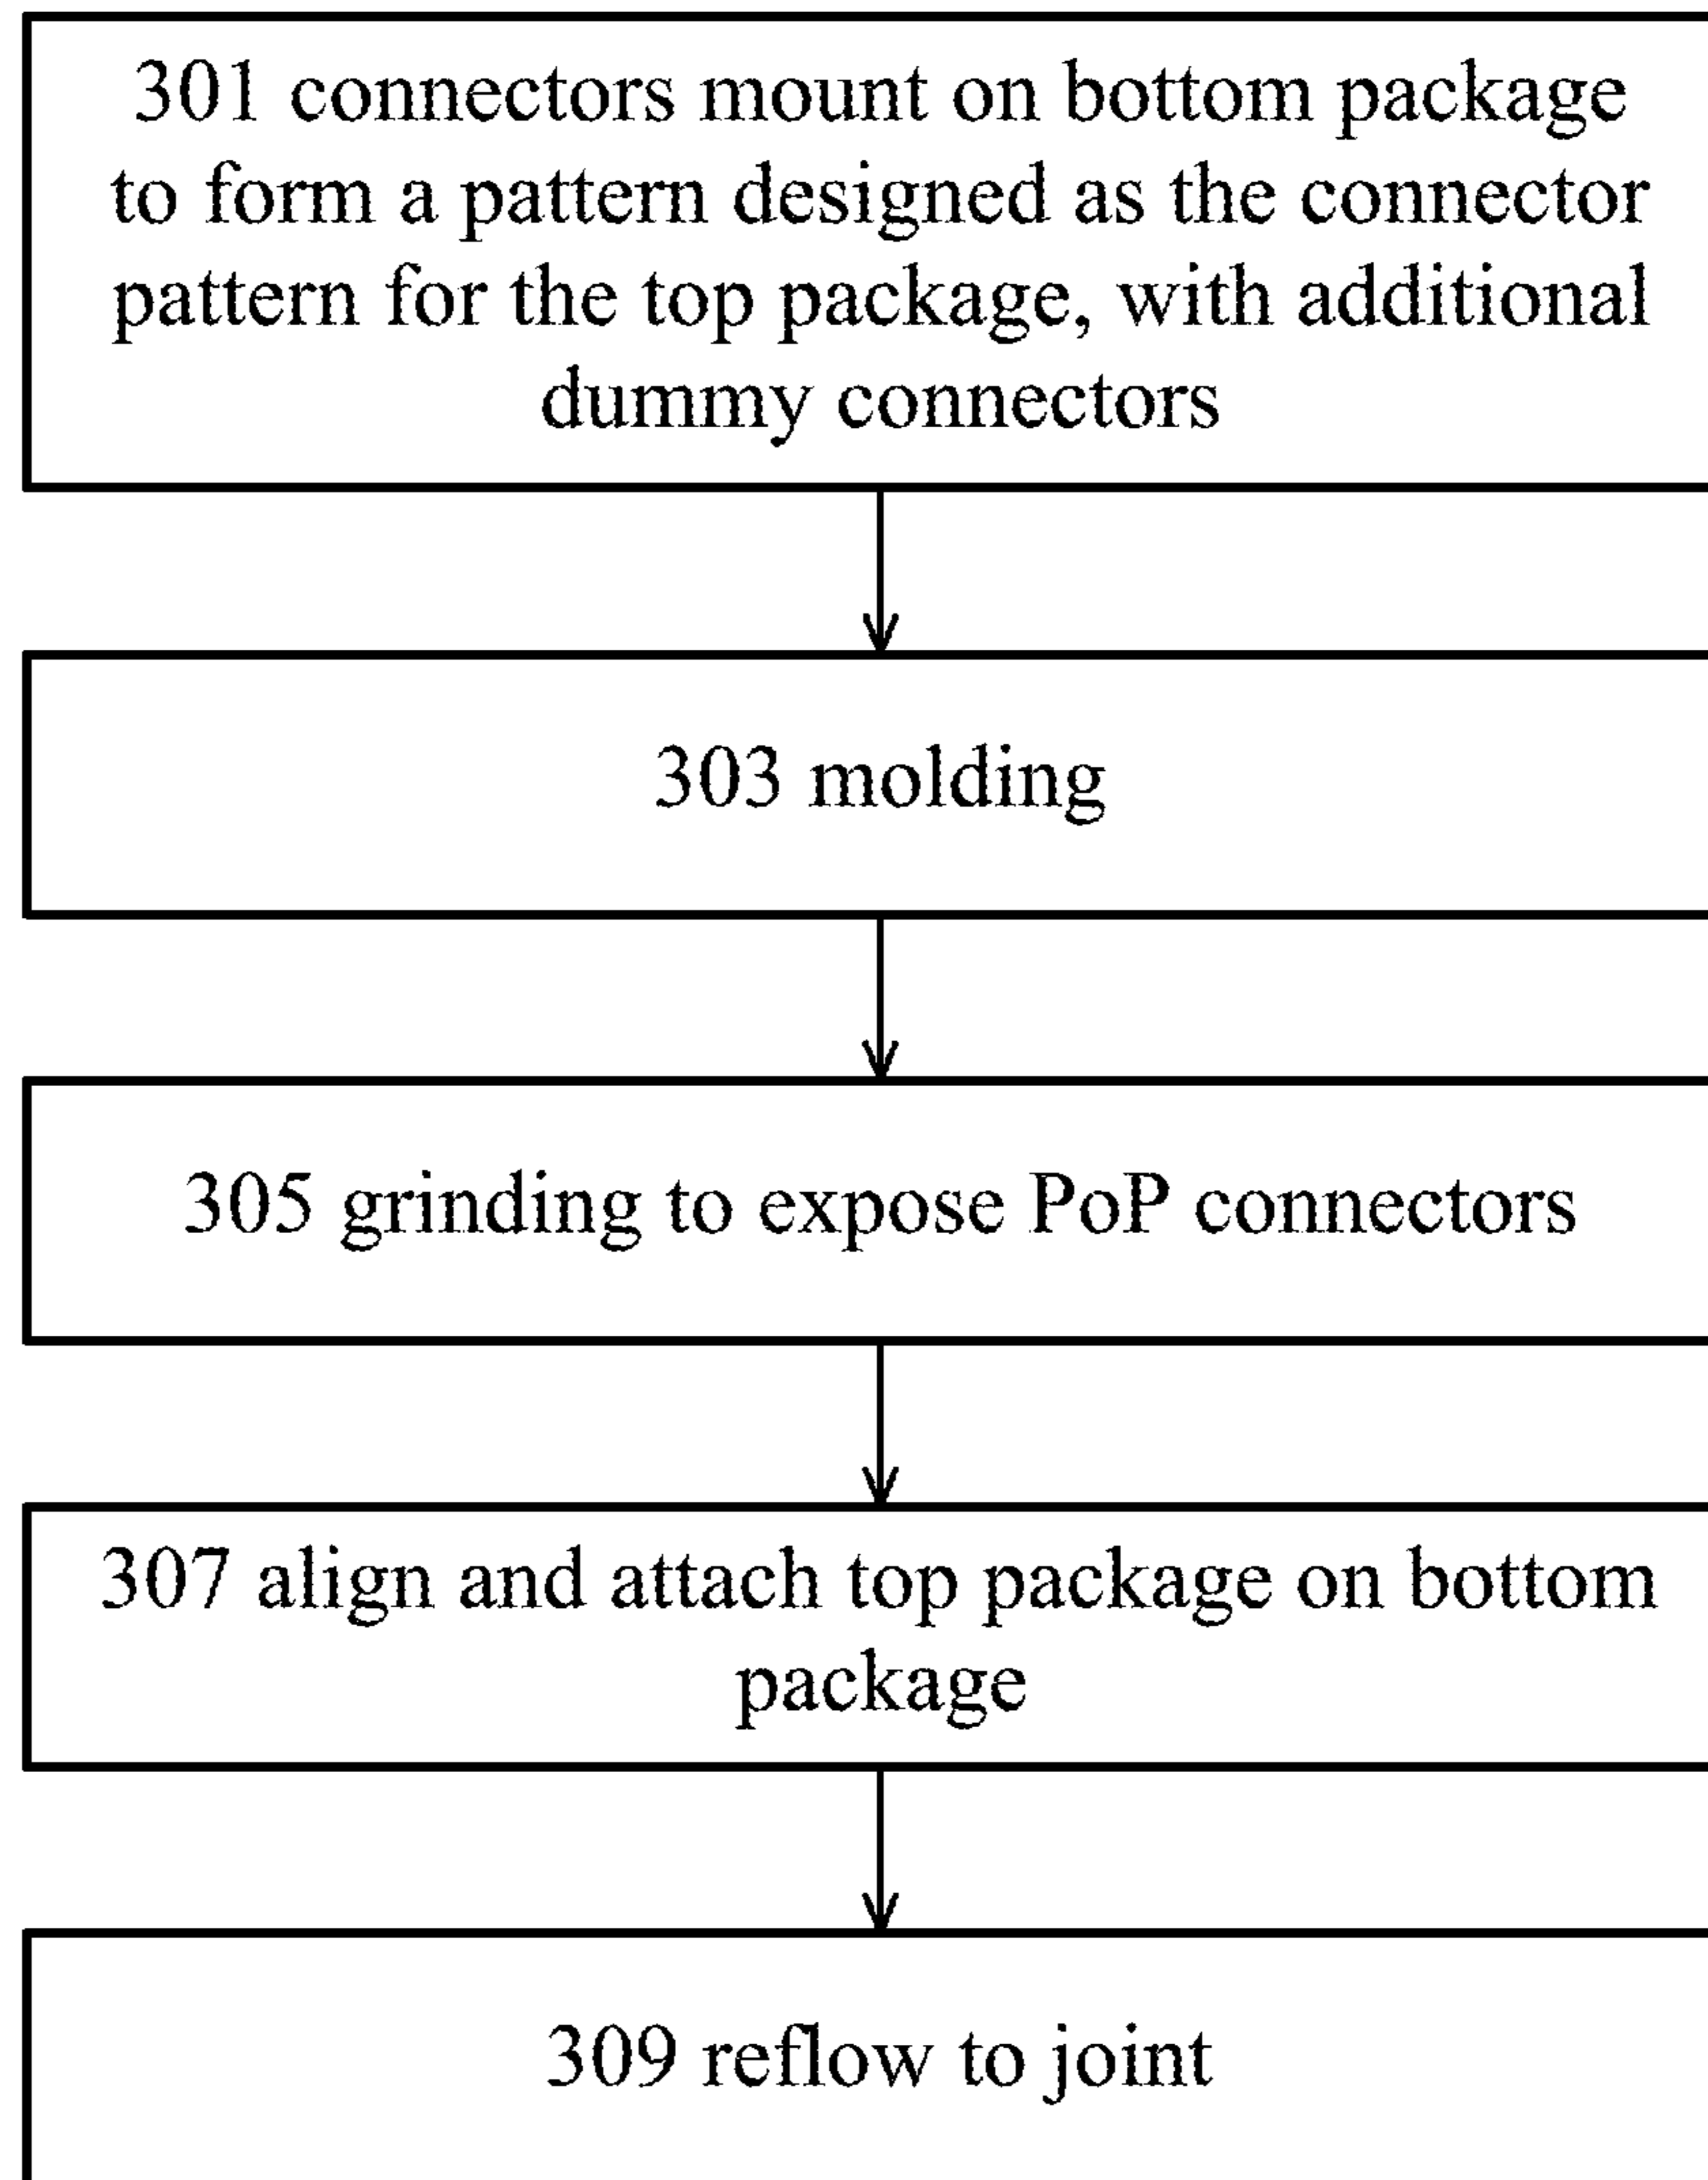 301 connectors mount on bottom package
to form a pattern designed as the connector
pattern for the top package, with additional
dummy connectors
303 molding
305 grinding to expose PoP connectors
307 align and attach top package on bottom
package
309 reflow to joint